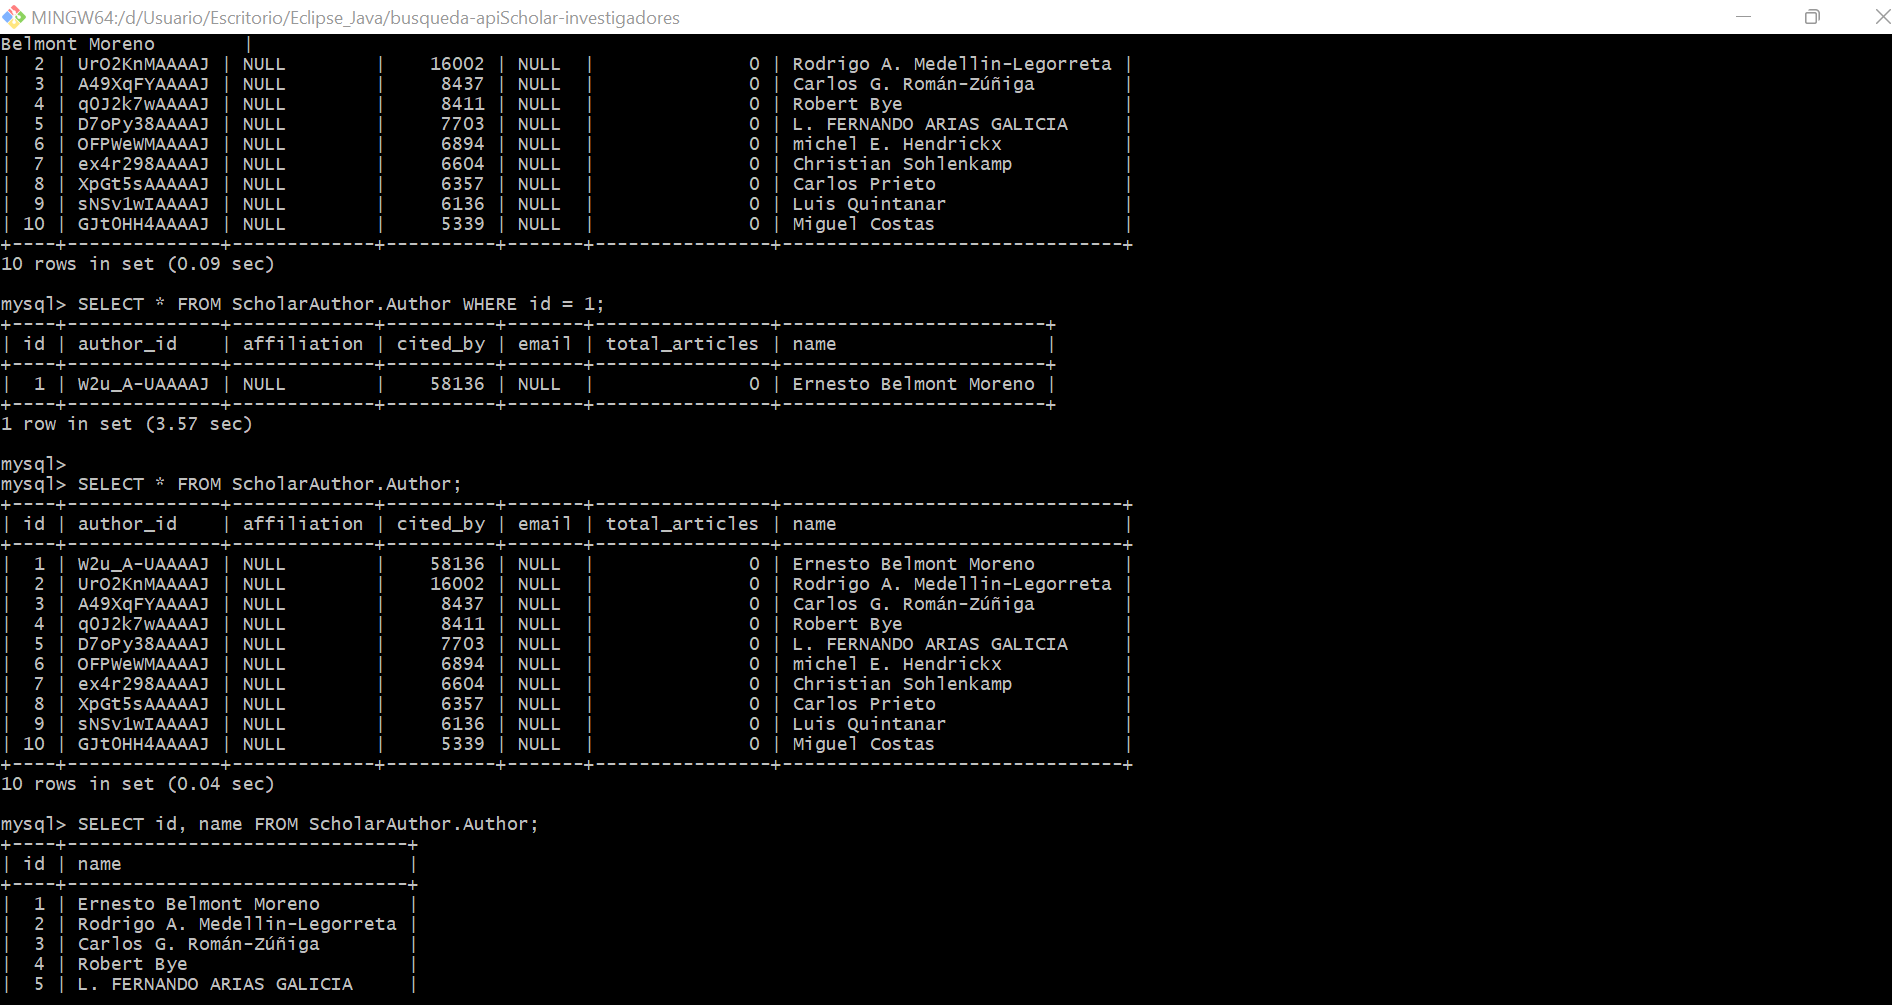 MINGW64:/d/Usuario/Escritorio/Eclipse_Java/busqueda-apiScholar-investigadores
Belmont Moreno        |
|  2 | UrO2KnMAAAAJ | NULL        |    16002 | NULL  |              0 | Rodrigo A. Medellin-Legorreta |
|  3 | A49XqFYAAAAJ | NULL        |     8437 | NULL  |              0 | Carlos G. Román-Zúñiga        |
|  4 | q0J2k7wAAAAJ | NULL        |     8411 | NULL  |              0 | Robert Bye                    |
|  5 | D7oPy38AAAAJ | NULL        |     7703 | NULL  |              0 | L. FERNANDO ARIAS GALICIA     |
|  6 | OFPWeWMAAAAJ | NULL        |     6894 | NULL  |              0 | michel E. Hendrickx           |
|  7 | ex4r298AAAAJ | NULL        |     6604 | NULL  |              0 | Christian Sohlenkamp          |
|  8 | XpGt5sAAAAAJ | NULL        |     6357 | NULL  |              0 | Carlos Prieto                 |
|  9 | sNSv1wIAAAAJ | NULL        |     6136 | NULL  |              0 | Luis Quintanar                |
| 10 | GJtOHH4AAAAJ | NULL        |     5339 | NULL  |              0 | Miguel Costas                 |
+----+--------------+-------------+----------+-------+----------------+-------------------------------+
10 rows in set (0.09 sec)
mysql> SELECT * FROM ScholarAuthor.Author WHERE id = 1;
+----+--------------+-------------+----------+-------+----------------+------------------------+
| id | author_id    | affiliation | cited_by | email | total_articles | name                   |
+----+--------------+-------------+----------+-------+----------------+------------------------+
|  1 | W2u_A-UAAAAJ | NULL        |    58136 | NULL  |              0 | Ernesto Belmont Moreno |
+----+--------------+-------------+----------+-------+----------------+------------------------+
1 row in set (3.57 sec)
mysql>
mysql> SELECT * FROM ScholarAuthor.Author;
+----+--------------+-------------+----------+-------+----------------+-------------------------------+
| id | author_id    | affiliation | cited_by | email | total_articles | name                          |
+----+--------------+-------------+----------+-------+----------------+-------------------------------+
|  1 | W2u_A-UAAAAJ | NULL        |    58136 | NULL  |              0 | Ernesto Belmont Moreno        |
|  2 | UrO2KnMAAAAJ | NULL        |    16002 | NULL  |              0 | Rodrigo A. Medellin-Legorreta |
|  3 | A49XqFYAAAAJ | NULL        |     8437 | NULL  |              0 | Carlos G. Román-Zúñiga        |
|  4 | q0J2k7wAAAAJ | NULL        |     8411 | NULL  |              0 | Robert Bye                    |
|  5 | D7oPy38AAAAJ | NULL        |     7703 | NULL  |              0 | L. FERNANDO ARIAS GALICIA     |
|  6 | OFPWeWMAAAAJ | NULL        |     6894 | NULL  |              0 | michel E. Hendrickx           |
|  7 | ex4r298AAAAJ | NULL        |     6604 | NULL  |              0 | Christian Sohlenkamp          |
|  8 | XpGt5sAAAAAJ | NULL        |     6357 | NULL  |              0 | Carlos Prieto                 |
|  9 | sNSv1wIAAAAJ | NULL        |     6136 | NULL  |              0 | Luis Quintanar                |
| 10 | GJtOHH4AAAAJ | NULL        |     5339 | NULL  |              0 | Miguel Costas                 |
+----+--------------+-------------+----------+-------+----------------+-------------------------------+
10 rows in set (0.04 sec)
mysql> SELECT id, name FROM ScholarAuthor.Author;
+----+-------------------------------+
| id | name                          |
+----+-------------------------------+
|  1 | Ernesto Belmont Moreno        |
|  2 | Rodrigo A. Medellin-Legorreta |
|  3 | Carlos G. Román-Zúñiga        |
|  4 | Robert Bye                    |
|  5 | L. FERNANDO ARIAS GALICIA     |